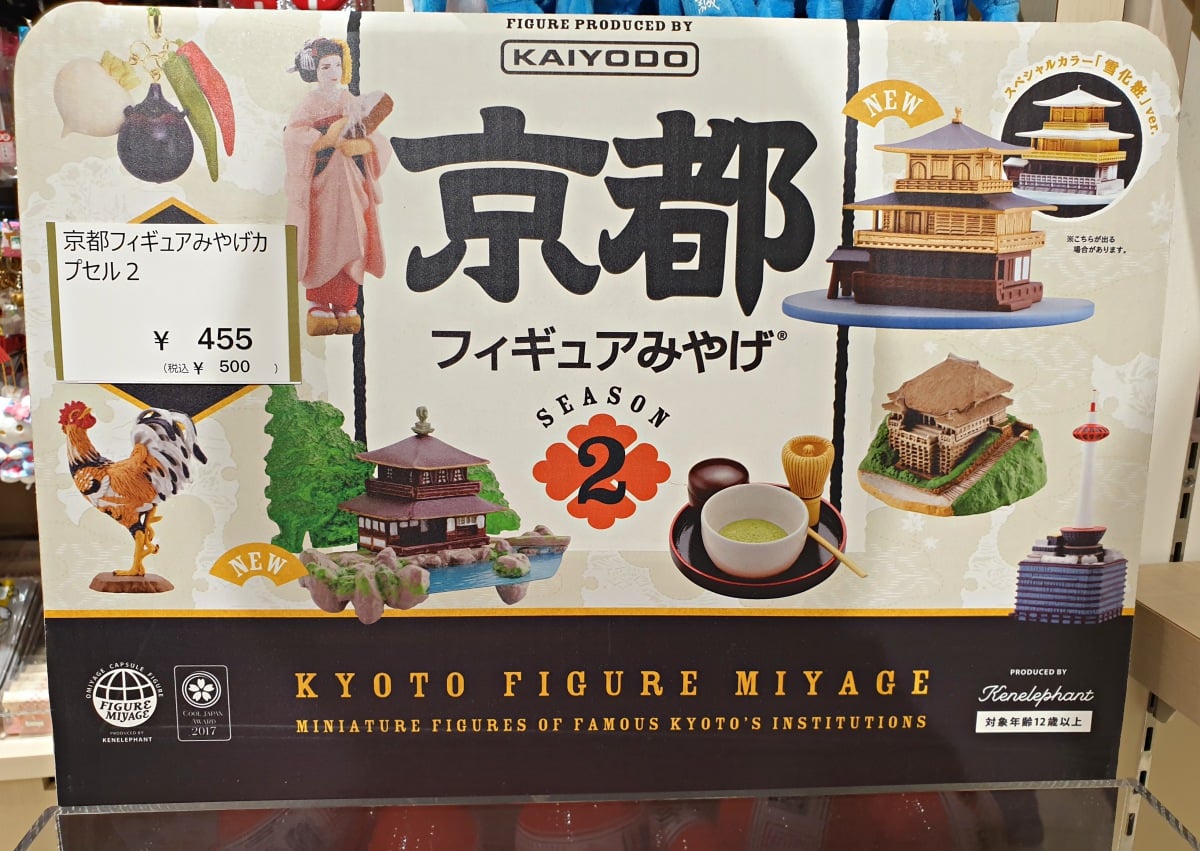 FIGURE PRODUCED BY
KAIYODO
京都
フィギュアみやげ®
SEASON
2
NEW
スペシャルカラー「雪化粧」ver.
※こちらが出る
場合があります。
京都フィギュアみやげカ
プセル2
¥ 455
(税込¥ 500 )
NEW
KYOTO FIGURE MIYAGE
MINIATURE FIGURES OF FAMOUS KYOTO'S INSTITUTIONS
OMIYAGE CAPSULE FIGURE
FIGURE
MIYAGE
PRODUCED BY
KENELEPHANT
COOL JAPAN
AWARD
2017
PRODUCED BY
Kenelephant
対象年齢12歳以上